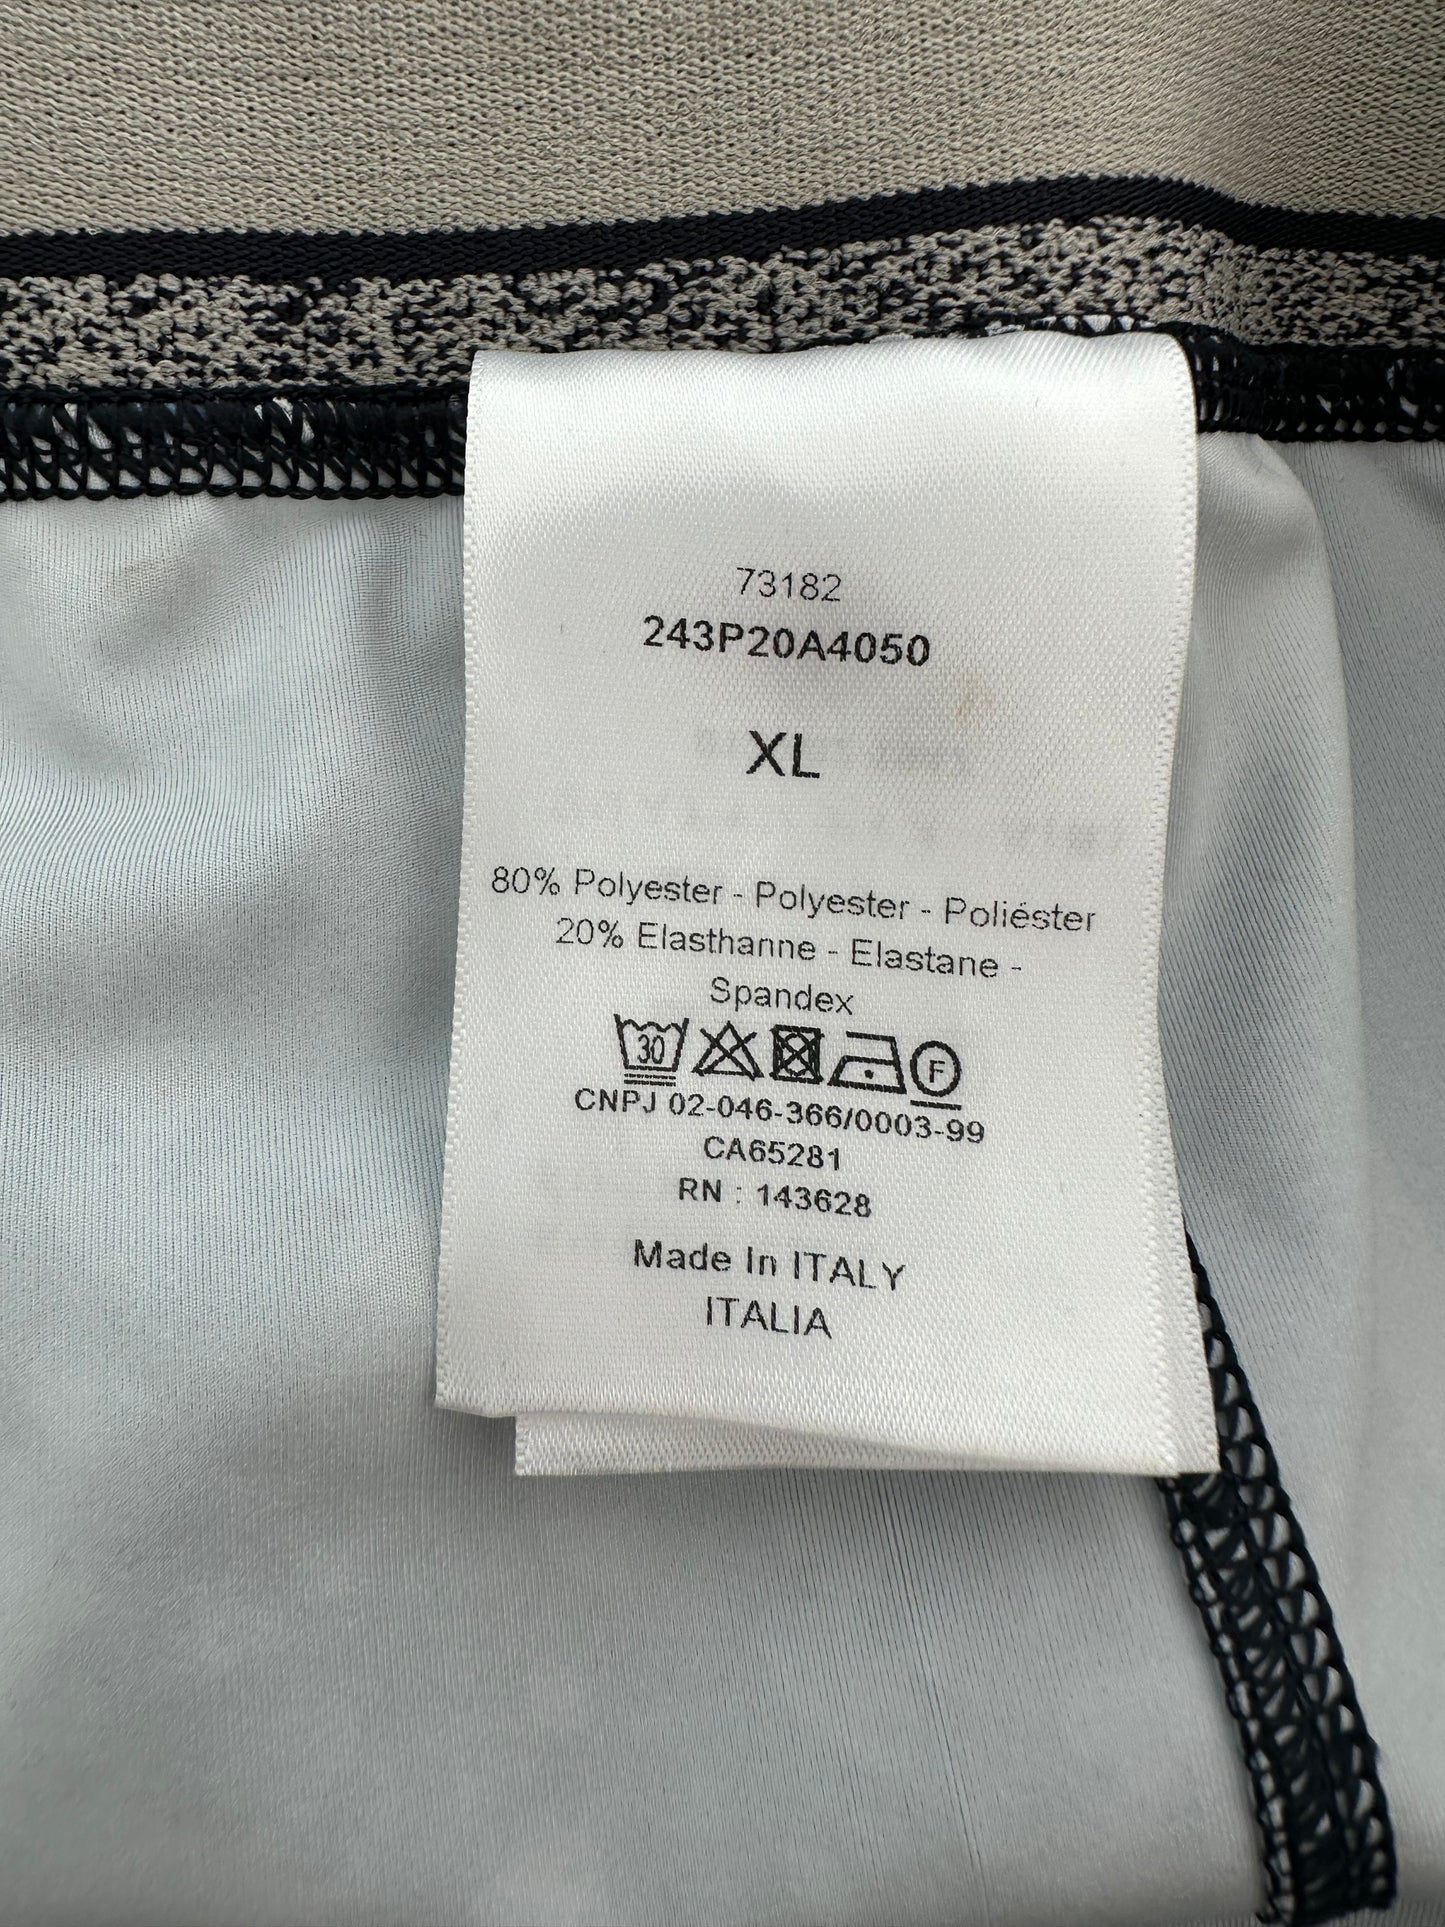 73182
243P20A4050
XL
80% Polyester - Polyester - Poliéster
20% Elasthanne - Elastane -
Spandex
30 F
CNPJ 02-046-366/0003-99
CA65281
RN : 143628
Made In ITALY
ITALIA